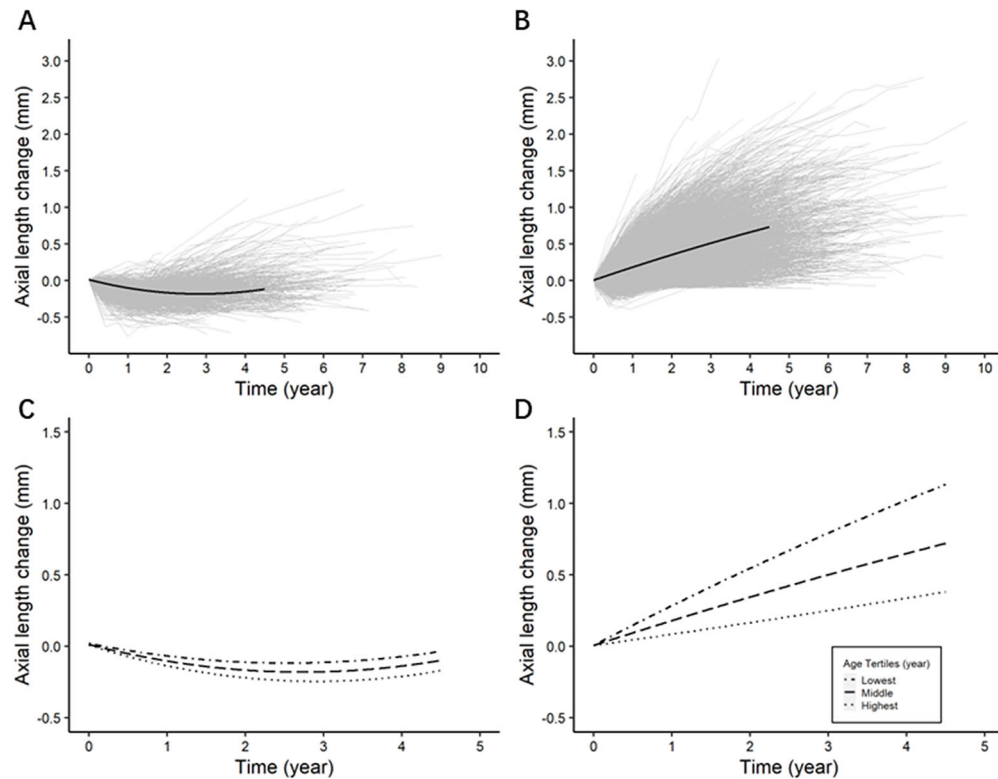 A
Axial length change (mm)
3.0
2.5
2.0
1.5
1.0
0.5
0.0
-0.5
0 1 2 3 4 5 6 7 8 9 10
Time (year)
B
Axial length change (mm)
3.0
2.5
2.0
1.5
1.0
0.5
0.0
-0.5
0 1 2 3 4 5 6 7 8 9 10
Time (year)
C
Axial length change (mm)
1.5
1.0
0.5
0.0
-0.5
0 1 2 3 4 5
Time (year)
D
Axial length change (mm)
1.5
1.0
0.5
0.0
-0.5
0 1 2 3 4 5
Time (year)
Age Tertiles (year)
Lowest
Middle
Highest